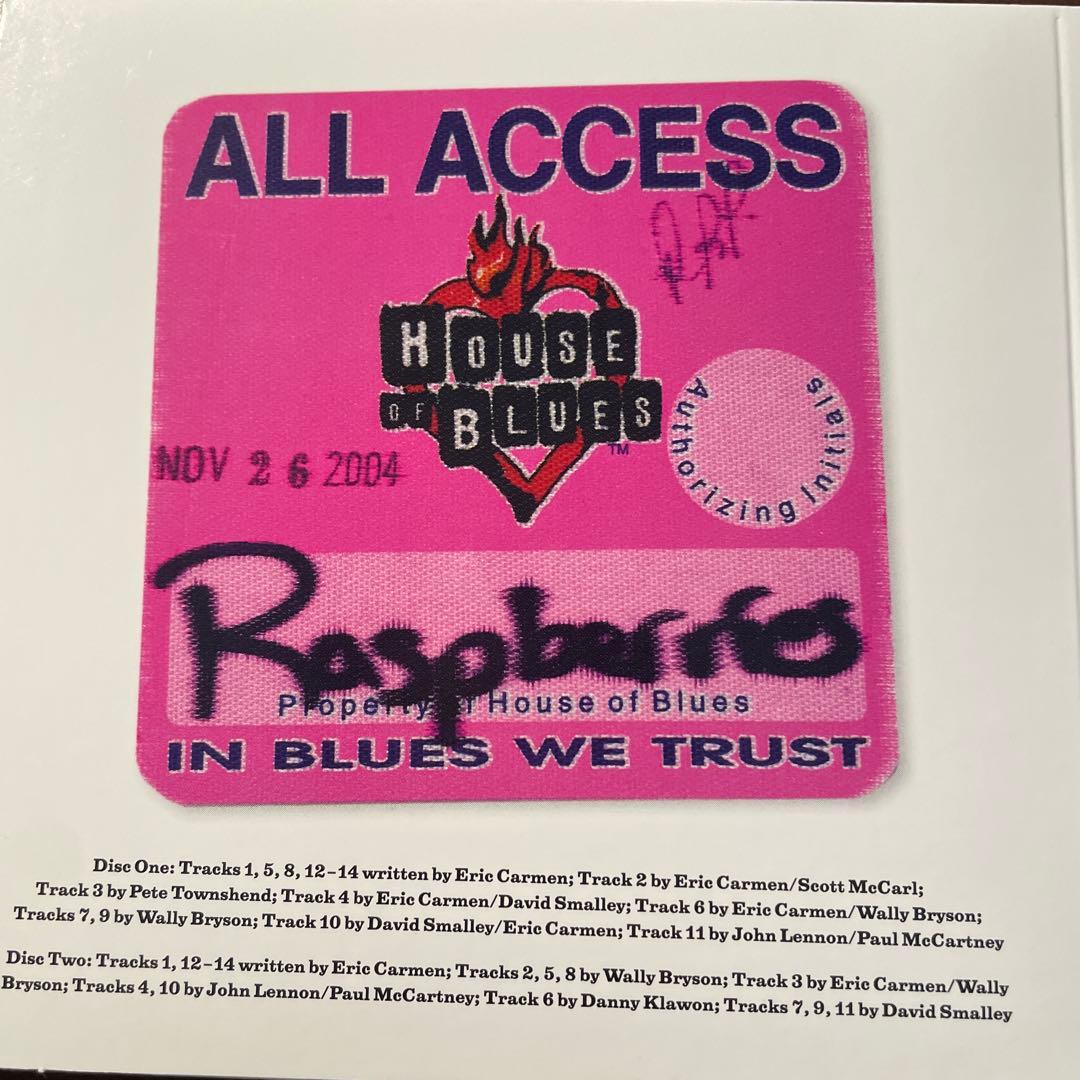 ALL ACCESS
HOUSE
OF BLUES
TM
Authorizing Initials
NOV 26 2004
Raspberries
Property of House of Blues
IN BLUES WE TRUST
Disc One: Tracks 1, 5, 8, 12–14 written by Eric Carmen; Track 2 by Eric Carmen/Scott McCarl;
Track 3 by Pete Townshend; Track 4 by Eric Carmen/David Smalley; Track 6 by Eric Carmen/Wally Bryson;
Tracks 7, 9 by Wally Bryson; Track 10 by David Smalley/Eric Carmen; Track 11 by John Lennon/Paul McCartney
Disc Two: Tracks 1, 12–14 written by Eric Carmen; Tracks 2, 5, 8 by Wally Bryson; Track 3 by Eric Carmen/Wally
Bryson; Tracks 4, 10 by John Lennon/Paul McCartney; Track 6 by Danny Klawon; Tracks 7, 9, 11 by David Smalley